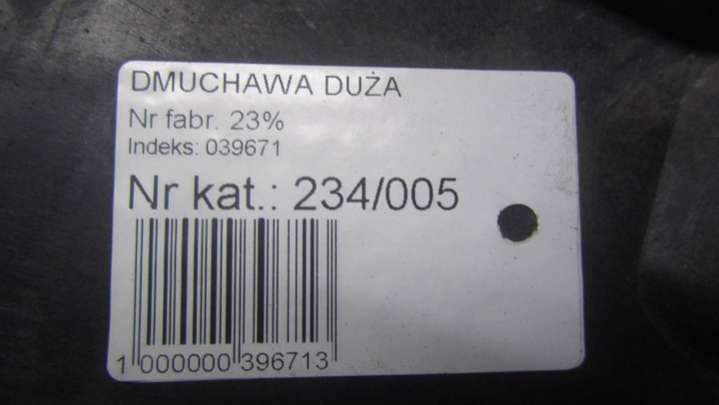 DMUCHAWA DUŻA
Nr fabr. 23%
Indeks: 039671
Nr kat.: 234/005
1 000000 396713